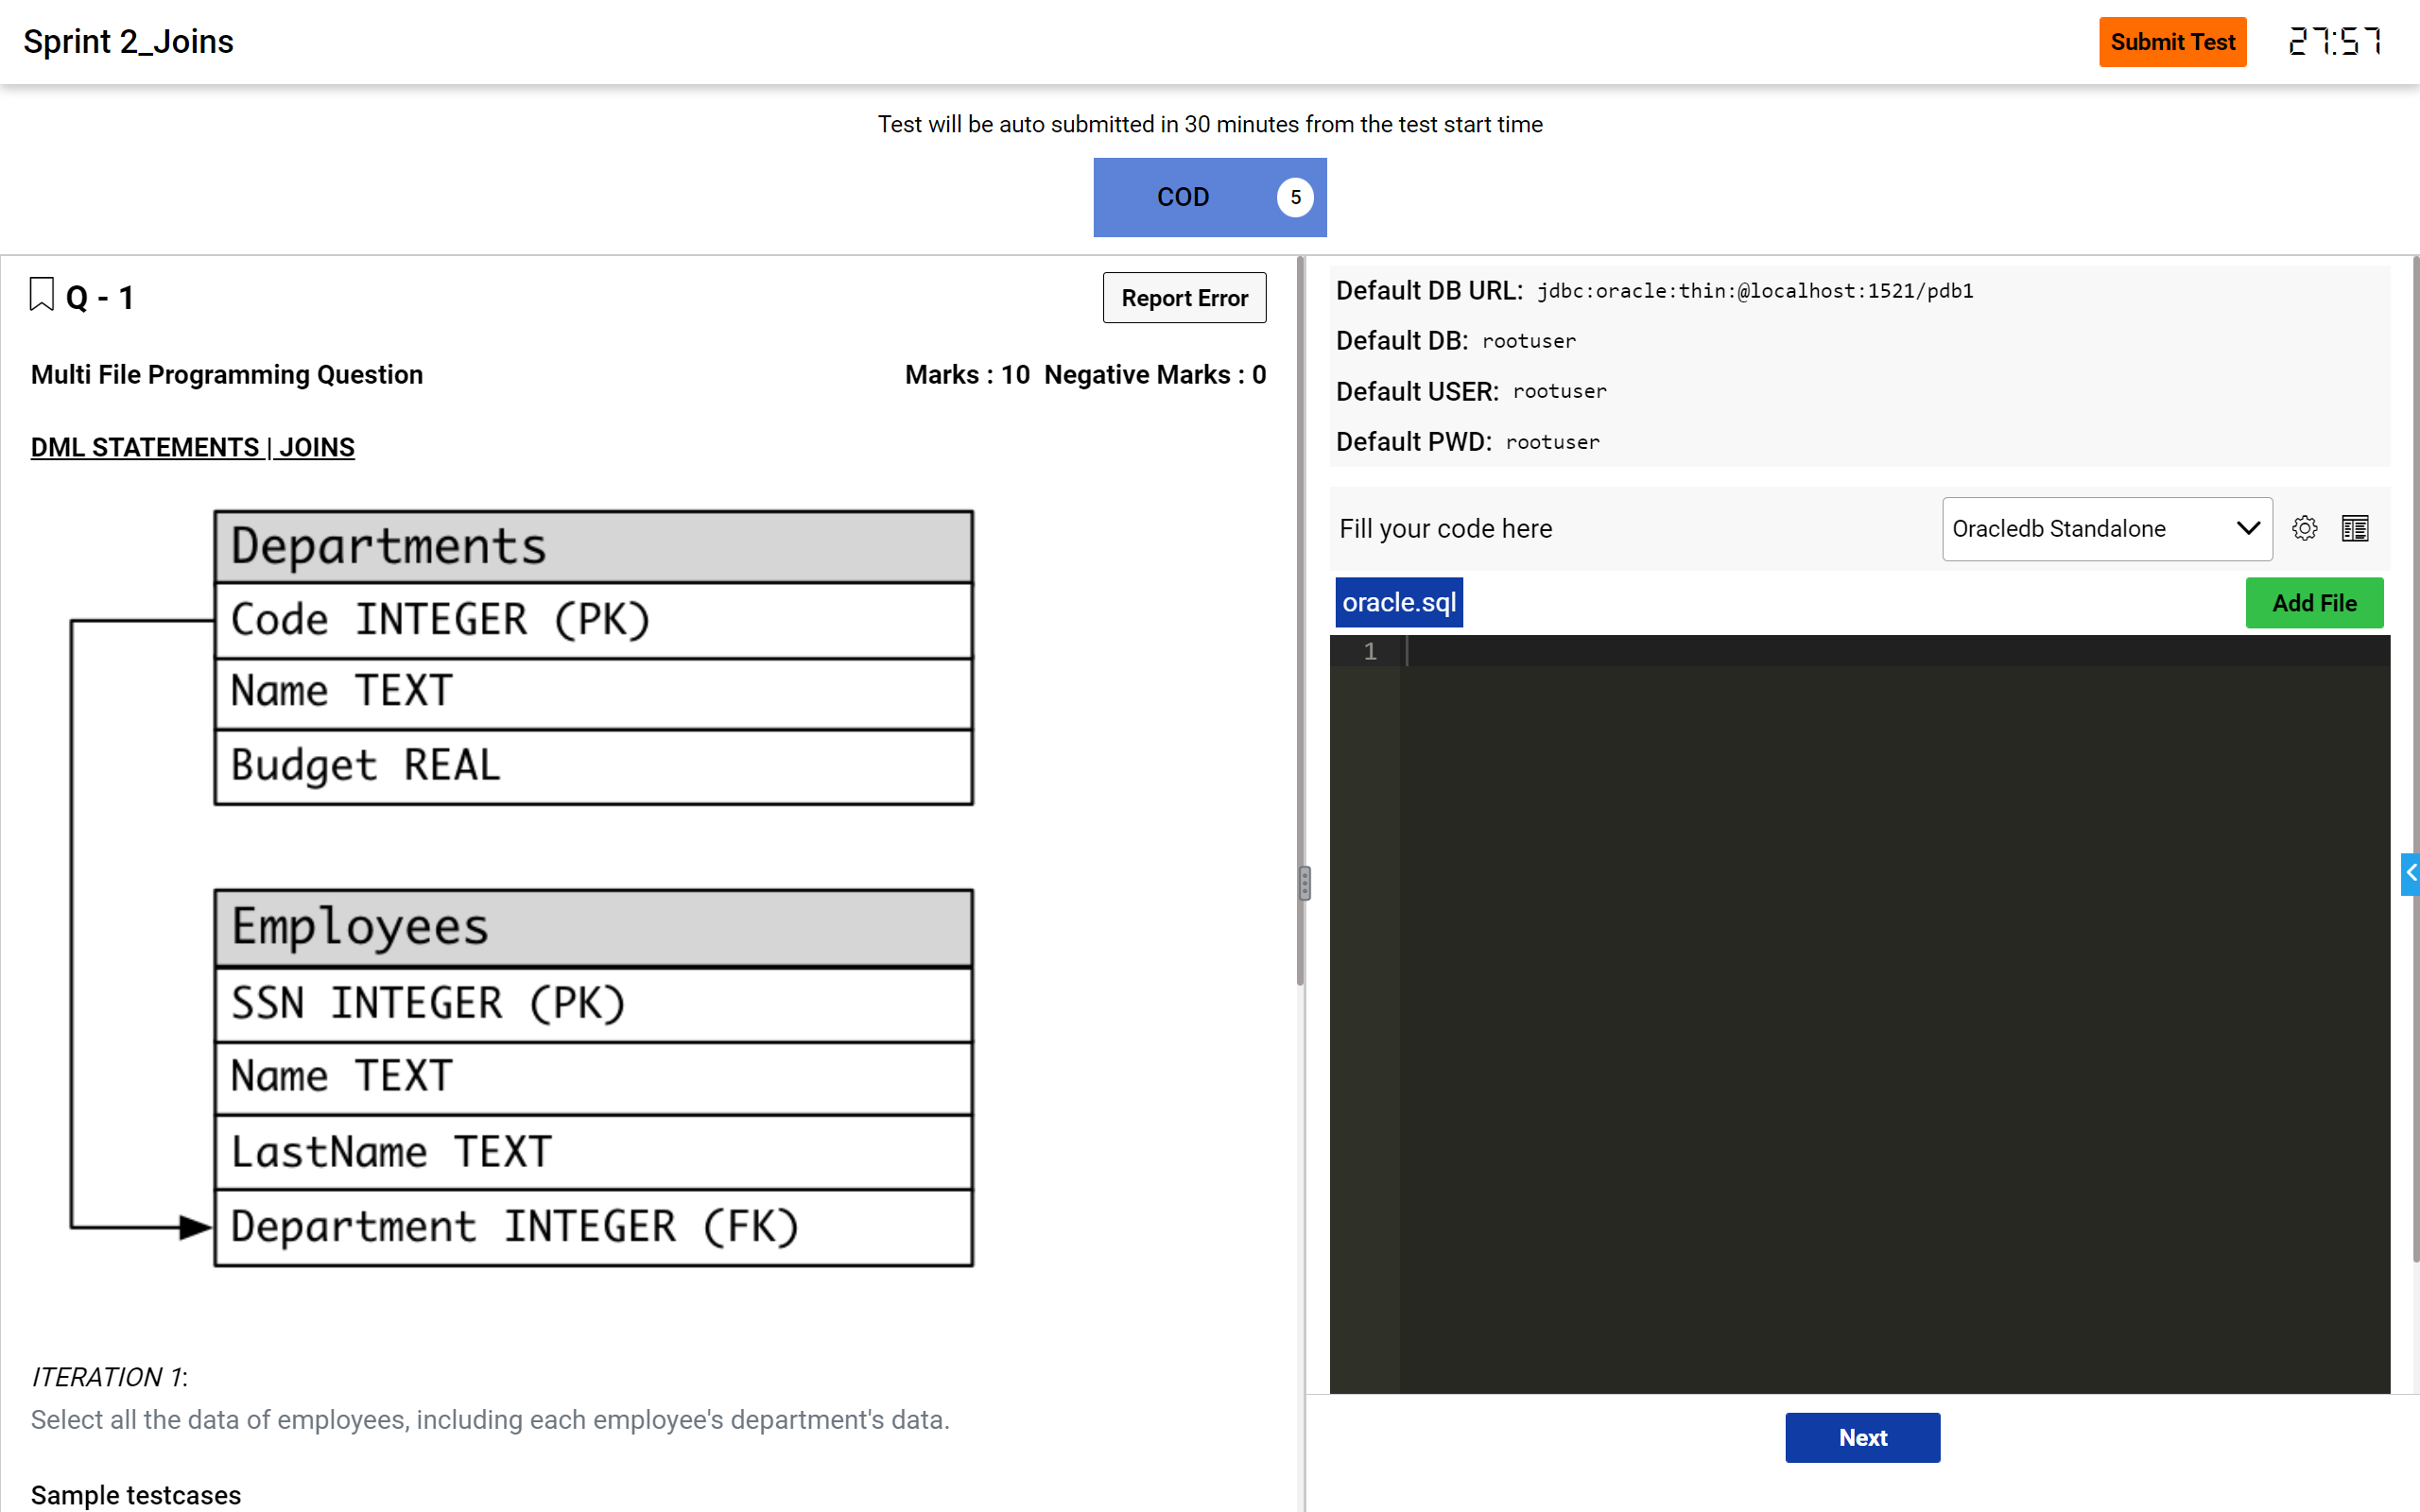 Sprint 2_Joins
Submit Test
27:57
Test will be auto submitted in 30 minutes from the test start time
COD 5
Q - 1
Report Error
Multi File Programming Question
Marks : 10 Negative Marks : 0
DML STATEMENTS | JOINS
Departments
Code INTEGER (PK)
Name TEXT
Budget REAL
Employees
SSN INTEGER (PK)
Name TEXT
LastName TEXT
Department INTEGER (FK)
ITERATION 1:
Select all the data of employees, including each employee's department's data.
Sample testcases
Default DB URL: jdbc:oracle:thin:@localhost:1521/pdb1
Default DB: rootuser
Default USER: rootuser
Default PWD: rootuser
Fill your code here
Oracledb Standalone
oracle.sql
Add File
1
Next